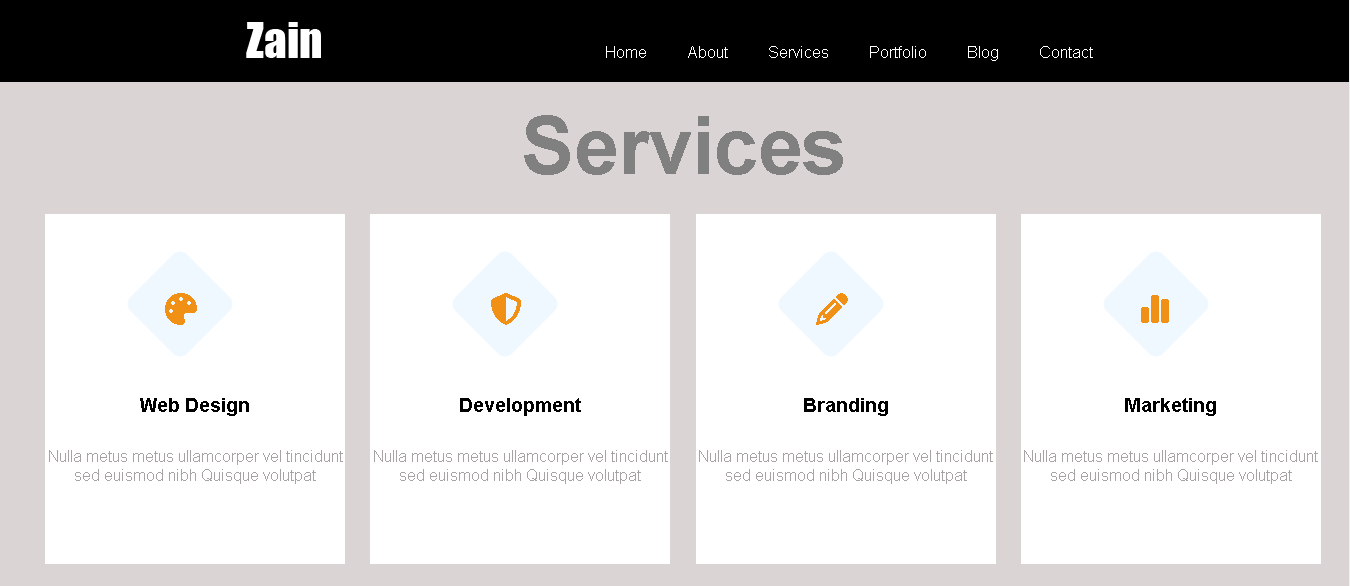 Zain
Home About Services Portfolio Blog Contact
Services
Web Design
Nulla metus metus ullamcorper vel tincidunt
sed euismod nibh Quisque volutpat
Development
Nulla metus metus ullamcorper vel tincidunt
sed euismod nibh Quisque volutpat
Branding
Nulla metus metus ullamcorper vel tincidunt
sed euismod nibh Quisque volutpat
Marketing
Nulla metus metus ullamcorper vel tincidunt
sed euismod nibh Quisque volutpat